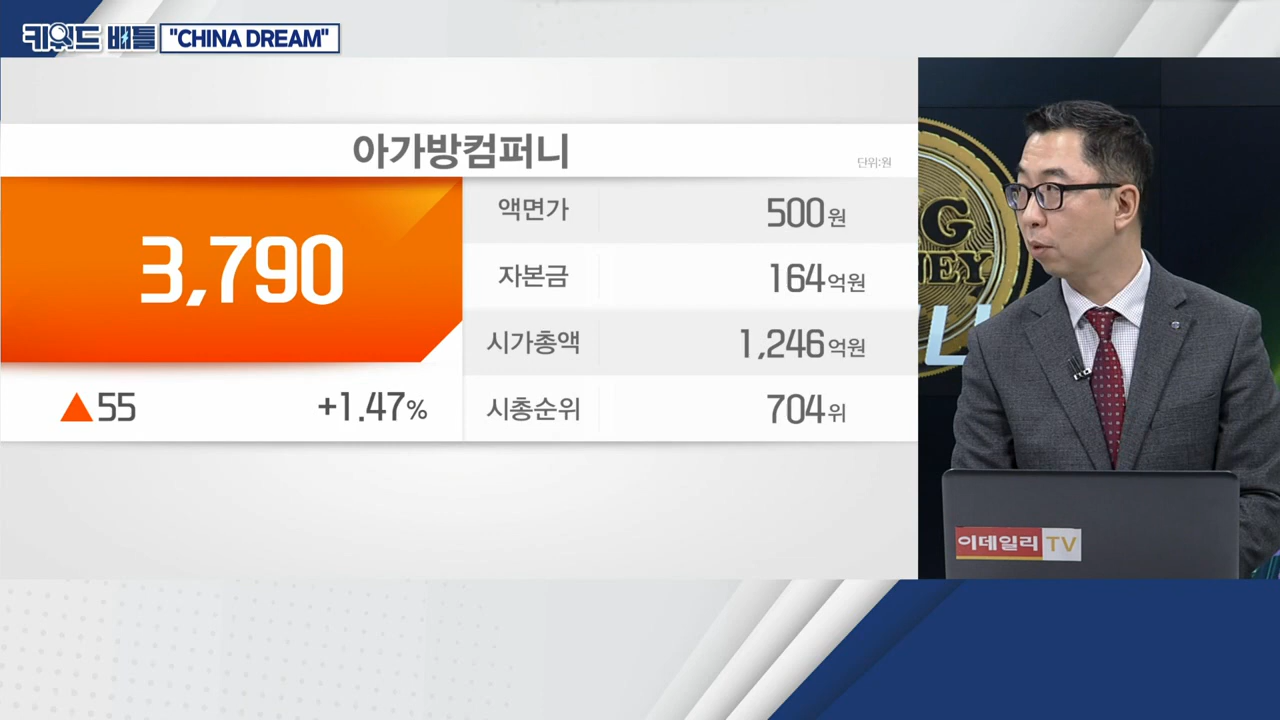 키워드 배틀 "CHINA DREAM"
아가방컴퍼니
단위:원
3,790
▲55 +1.47%
액면가 500원
자본금 164억원
시가총액 1,246억원
시총순위 704위
이데일리TV